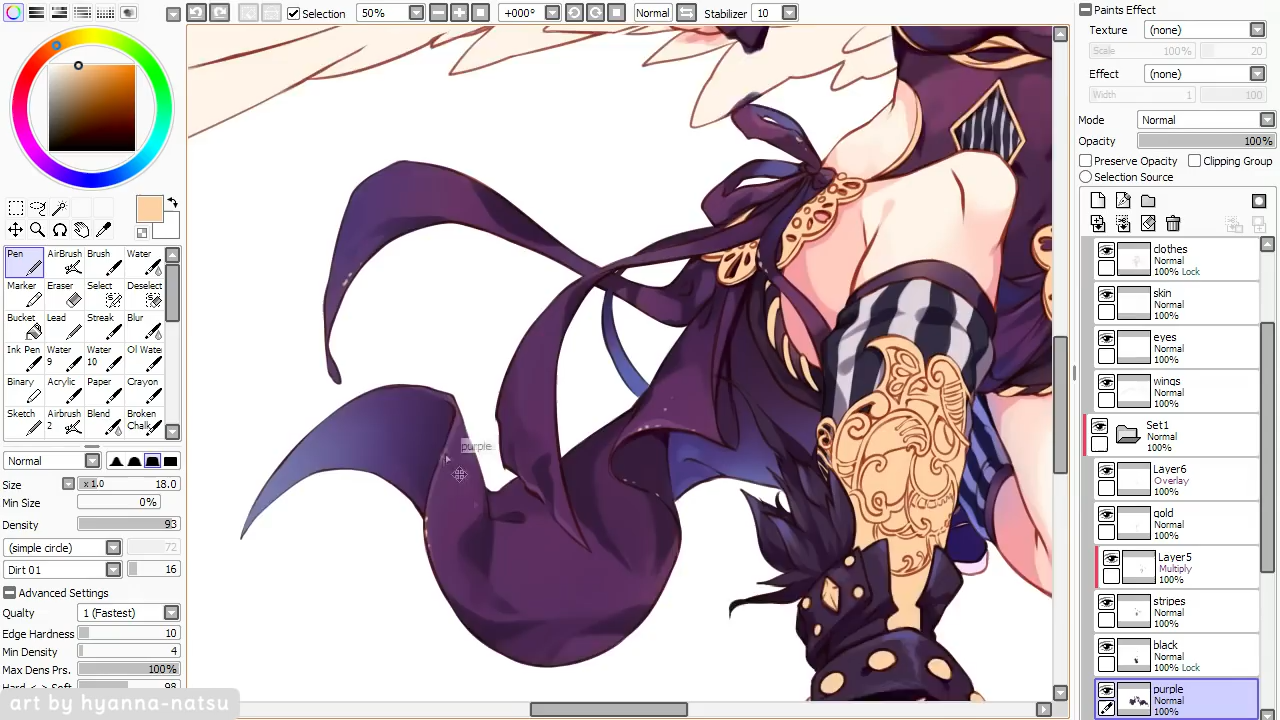 Selection 50% +000° Normal Stabilizer 10
Paints Effect
Texture (none)
Scale 100% 20
Effect (none)
Width 1 100
Mode Normal
Opacity 100%
Preserve Opacity Clipping Group
Selection Source
Pen AirBrush Brush Water
Marker Eraser Select Deselect
Bucket Lead Streak Blur
Ink Pen Water 9 Water 10 Oil Water
Binary Acrylic Paper Crayon
Sketch Airbrush 2 Blend Broken Chalk
Normal
Size x 1.0 18.0
Min Size 0%
Density 93
(simple circle) 72
Dirt 01 16
Advanced Settings
Quality 1 (Fastest)
Edge Hardness 10
Min Density 4
Max Dens Prs. 100%
art by hyanna-natsu
purple
clothes
Normal
100% Lock
skin
Normal
100%
eyes
Normal
100%
wings
Normal
100%
Set1
Normal
100%
Layer6
Overlay
100%
gold
Normal
100%
Layer5
Multiply
100%
stripes
Normal
100%
black
Normal
100% Lock
purple
Normal
100%